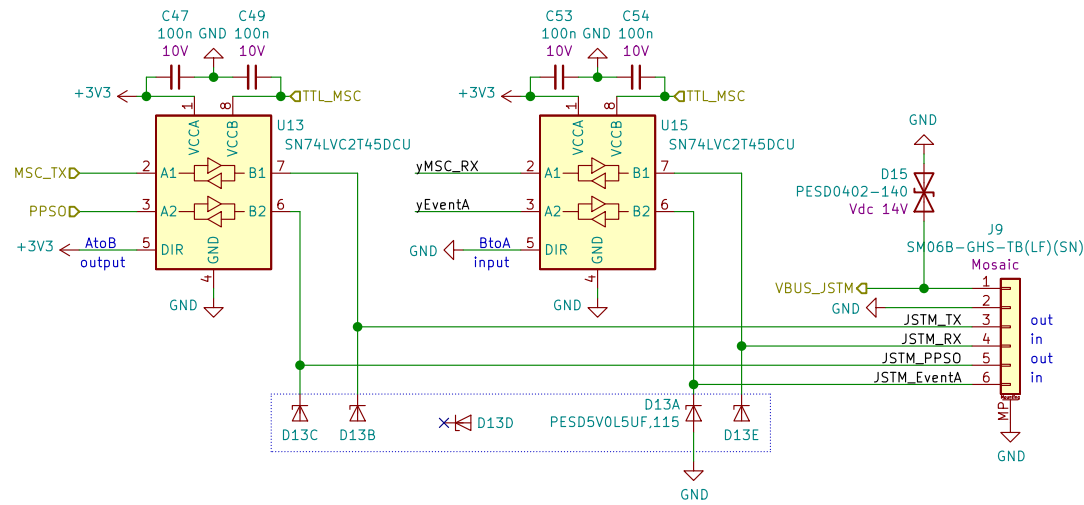 C47
100n
10V
GND
C49
100n
10V
+3V3
TTL_MSC
1
8
VCCA
VCCB
U13
SN74LVC2T45DCU
MSC_TX
2
A1
B1
7
PPSO
3
A2
B2
6
+3V3
AtoB
output
5
DIR
GND
4
GND
C53
100n
10V
GND
C54
100n
10V
+3V3
TTL_MSC
1
8
VCCA
VCCB
U15
SN74LVC2T45DCU
yMSC_RX
2
A1
B1
7
yEventA
3
A2
B2
6
GND
BtoA
input
5
DIR
GND
4
GND
GND
D15
PESD0402-140
Vdc 14V
J9
SM06B-GHS-TB(LF)(SN)
Mosaic
VBUS_JSTM
1
GND
2
JSTM_TX
3
out
JSTM_RX
4
in
JSTM_PPSO
5
out
JSTM_EventA
6
in
MP
GND
D13C
D13B
D13D
D13A
PESD5V0L5UF,115
D13E
GND